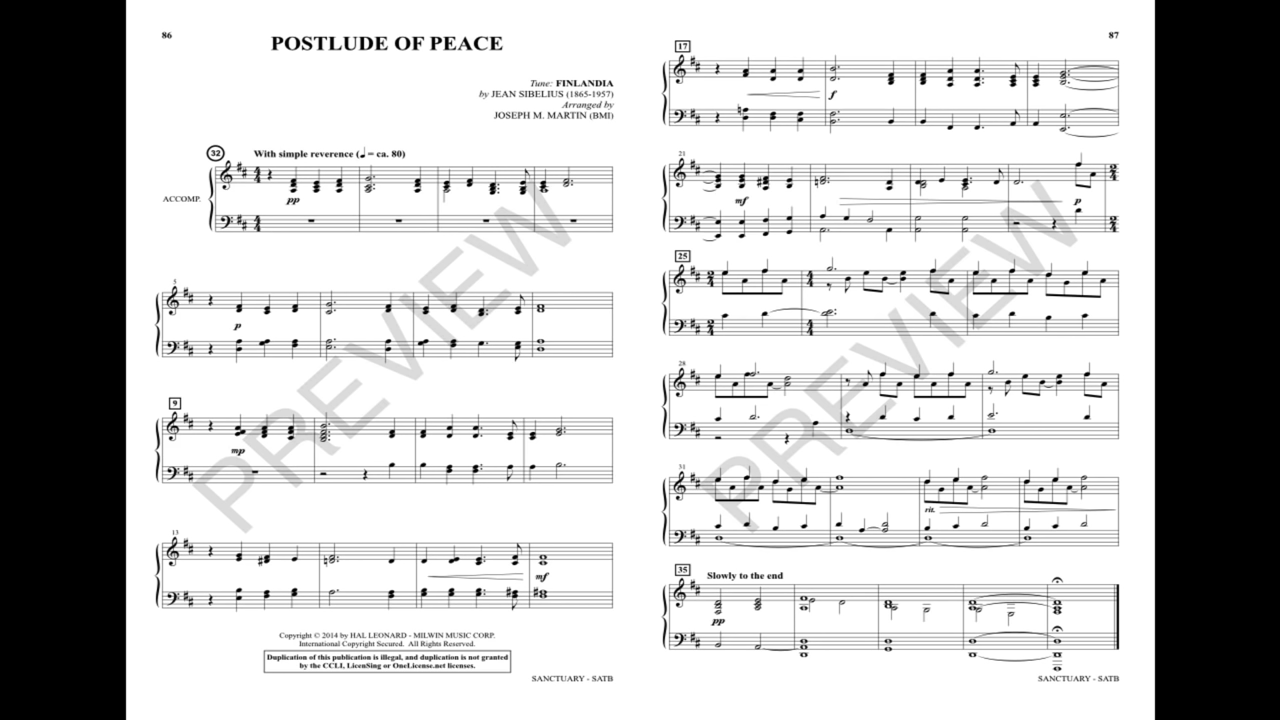 86
POSTLUDE OF PEACE
Tune: FINLANDIA
by JEAN SIBELIUS (1865-1957)
Arranged by
JOSEPH M. MARTIN (BMI)
32
With simple reverence (♩ = ca. 80)
ACCOMP.
pp
5
p
9
mp
13
mf
Copyright © 2014 by HAL LEONARD - MILWIN MUSIC CORP.
International Copyright Secured. All Rights Reserved.
Duplication of this publication is illegal, and duplication is not granted
by the CCLI, LicenSing or OneLicense.net licenses.
SANCTUARY - SATB
PREVIEW
87
17
f
21
mf
p
25
28
31
rit.
35
Slowly to the end
pp
SANCTUARY - SATB
PREVIEW